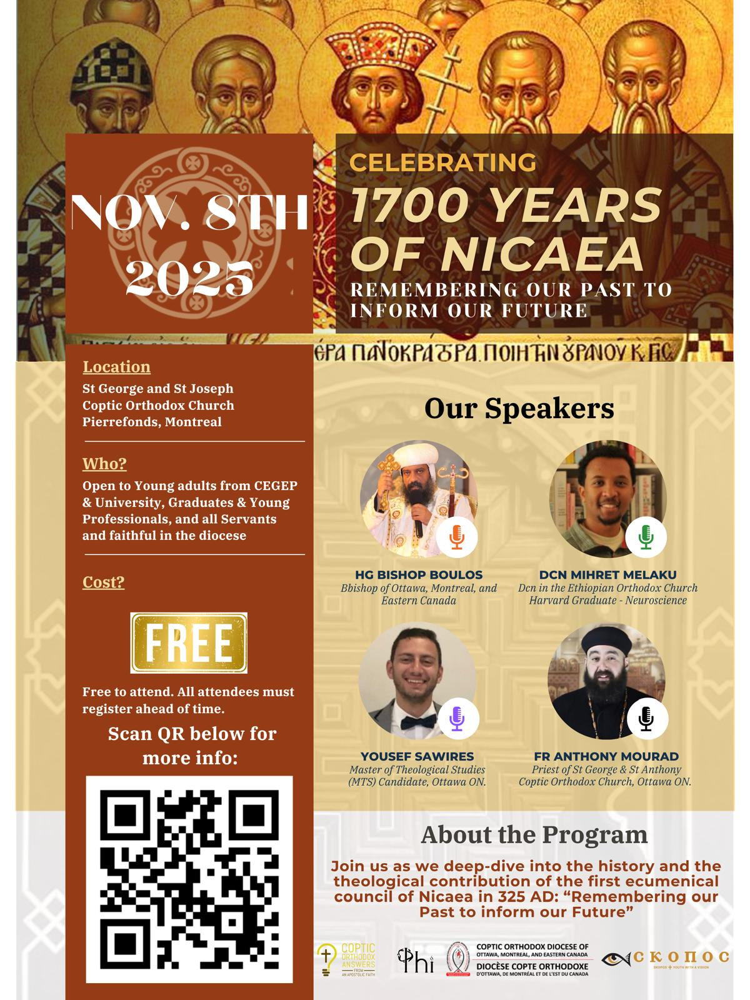 NOV. 8TH
2025
CELEBRATING
1700 YEARS
OF NICAEA
REMEMBERING OUR PAST TO
INFORM OUR FUTURE
ΈΡΑ ΠΑΝΤΟΚΡΑΤΟΡΑ. ΠΟΙΗΤῊΝ ΟΥΡΑΝΟΥ Κ ΓΗC
Location
St George and St Joseph
Coptic Orthodox Church
Pierrefonds, Montreal
Who?
Open to Young adults from CEGEP
& University, Graduates & Young
Professionals, and all Servants
and faithful in the diocese
Cost?
FREE
Free to attend. All attendees must
register ahead of time.
Scan QR below for
more info:
Our Speakers
HG BISHOP BOULOS
Bbishop of Ottawa, Montreal, and
Eastern Canada
DCN MIHRET MELAKU
Dcn in the Ethiopian Orthodox Church
Harvard Graduate - Neuroscience
YOUSEF SAWIRES
Master of Theological Studies
(MTS) Candidate, Ottawa ON.
FR ANTHONY MOURAD
Priest of St George & St Anthony
Coptic Orthodox Church, Ottawa ON.
About the Program
Join us as we deep-dive into the history and the
theological contribution of the first ecumenical
council of Nicaea in 325 AD: “Remembering our
Past to inform our Future”
COPTIC
ORTHODOX
ANSWERS
FROM
AN APOSTOLIC FAITH
Phi
COPTIC ORTHODOX DIOCESE OF
OTTAWA, MONTREAL, AND EASTERN CANADA
DIOCÈSE COPTE ORTHODOXE
D'OTTAWA, DE MONTRÉAL ET DE L'EST DU CANADA
СКОПОС
SKOPOS + YOUTH WITH A VISION